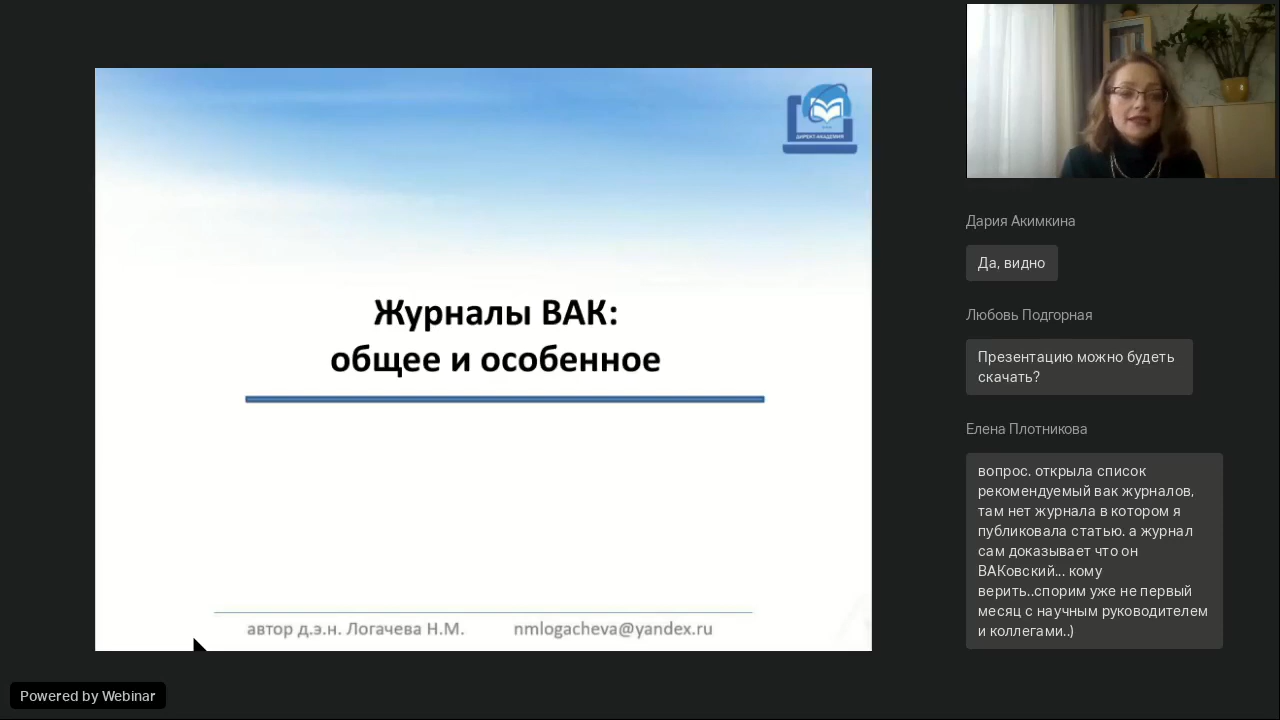 ДИРЕКТ-АКАДЕМИЯ
Журналы ВАК:
общее и особенное
автор д.э.н. Логачева Н.М. nmlogacheva@yandex.ru
Дария Акимкина
Да, видно
Любовь Подгорная
Презентацию можно будеть
скачать?
Елена Плотникова
вопрос. открыла список
рекомендуемый вак журналов,
там нет журнала в котором я
публиковала статью. а журнал
сам доказывает что он
ВАКовский... кому
верить..спорим уже не первый
месяц с научным руководителем
и коллегами..)
Powered by Webinar